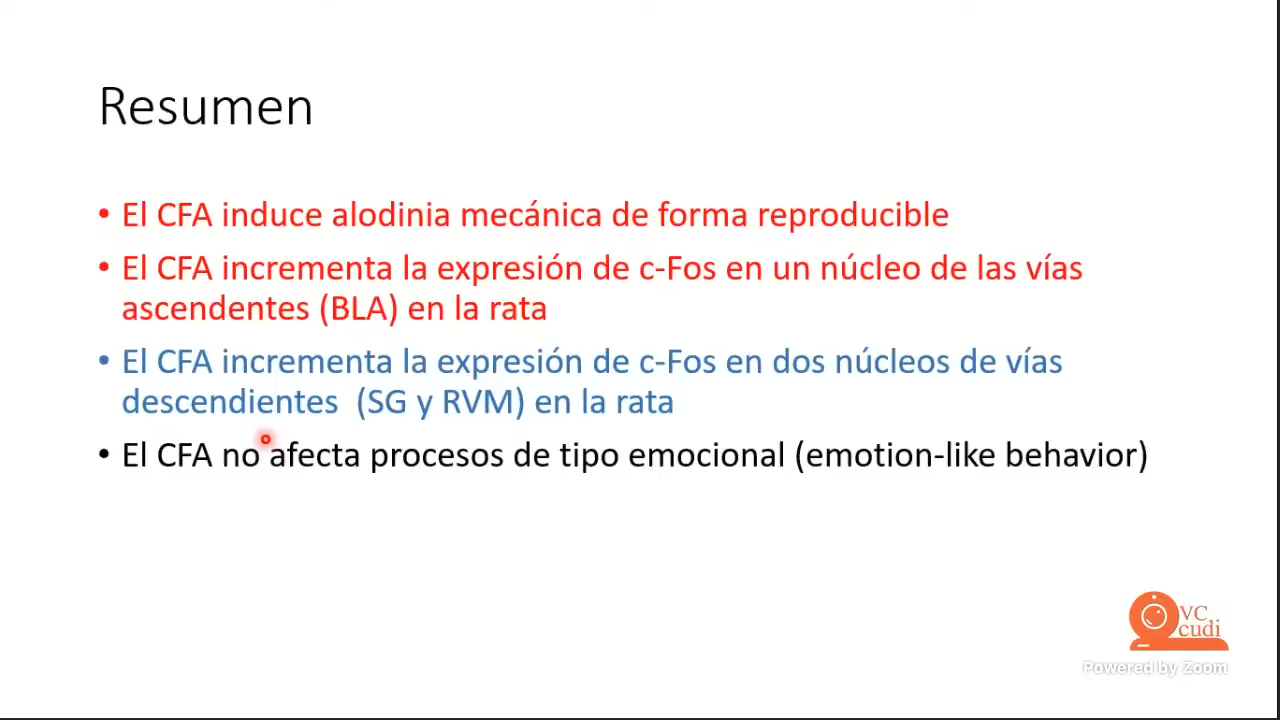 Resumen
• El CFA induce alodinia mecánica de forma reproducible
• El CFA incrementa la expresión de c-Fos en un núcleo de las vías
ascendentes (BLA) en la rata
• El CFA incrementa la expresión de c-Fos en dos núcleos de vías
descendientes (SG y RVM) en la rata
• El CFA no afecta procesos de tipo emocional (emotion-like behavior)
VC
cudi
Powered by Zoom